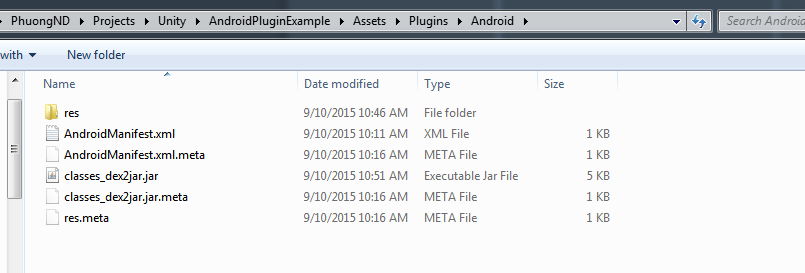 PhuongND ▸ Projects ▸ Unity ▸ AndroidPluginExample ▸ Assets ▸ Plugins ▸ Android ▸ Search Android
with ▾ New folder
Name Date modified Type Size
res 9/10/2015 10:46 AM File folder
AndroidManifest.xml 9/10/2015 10:11 AM XML File 1 KB
AndroidManifest.xml.meta 9/10/2015 10:16 AM META File 1 KB
classes_dex2jar.jar 9/10/2015 10:51 AM Executable Jar File 5 KB
classes_dex2jar.jar.meta 9/10/2015 10:16 AM META File 1 KB
res.meta 9/10/2015 10:16 AM META File 1 KB